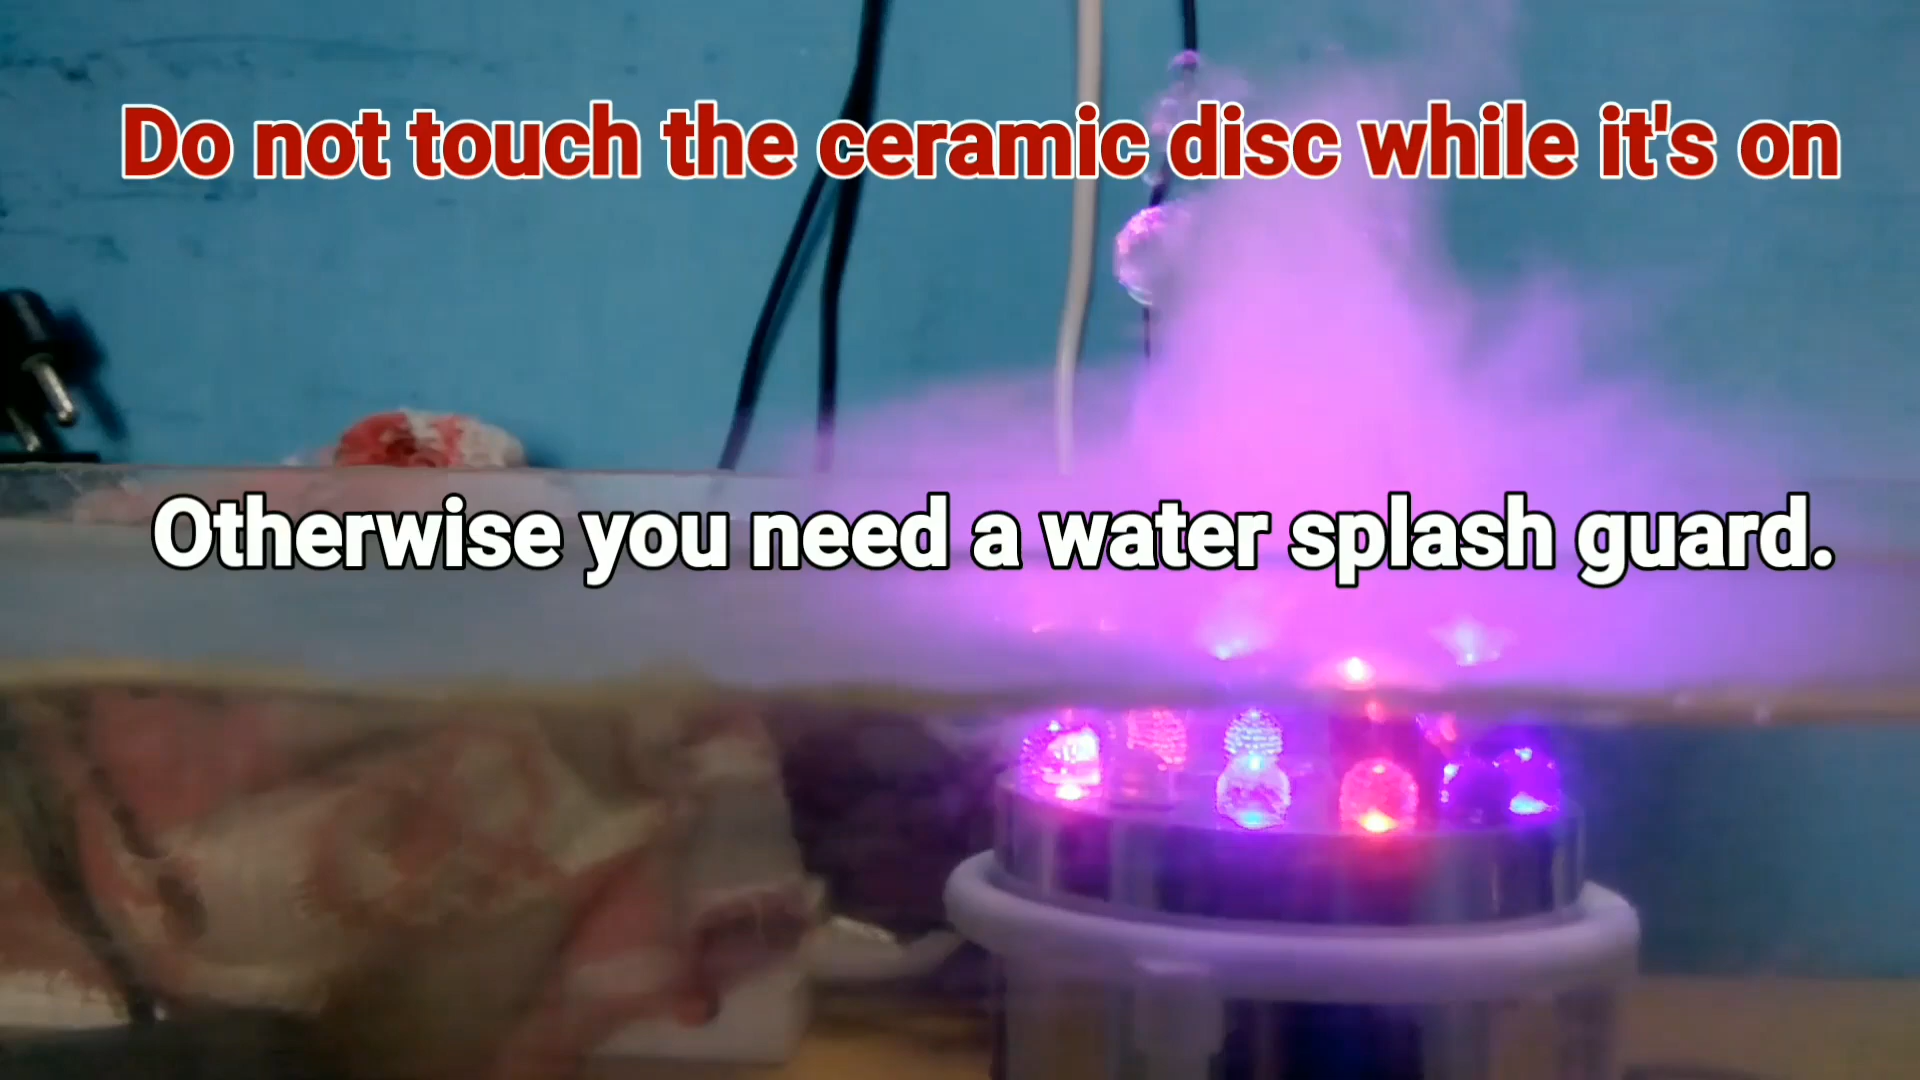 Do not touch the ceramic disc while it's on
Otherwise you need a water splash guard.